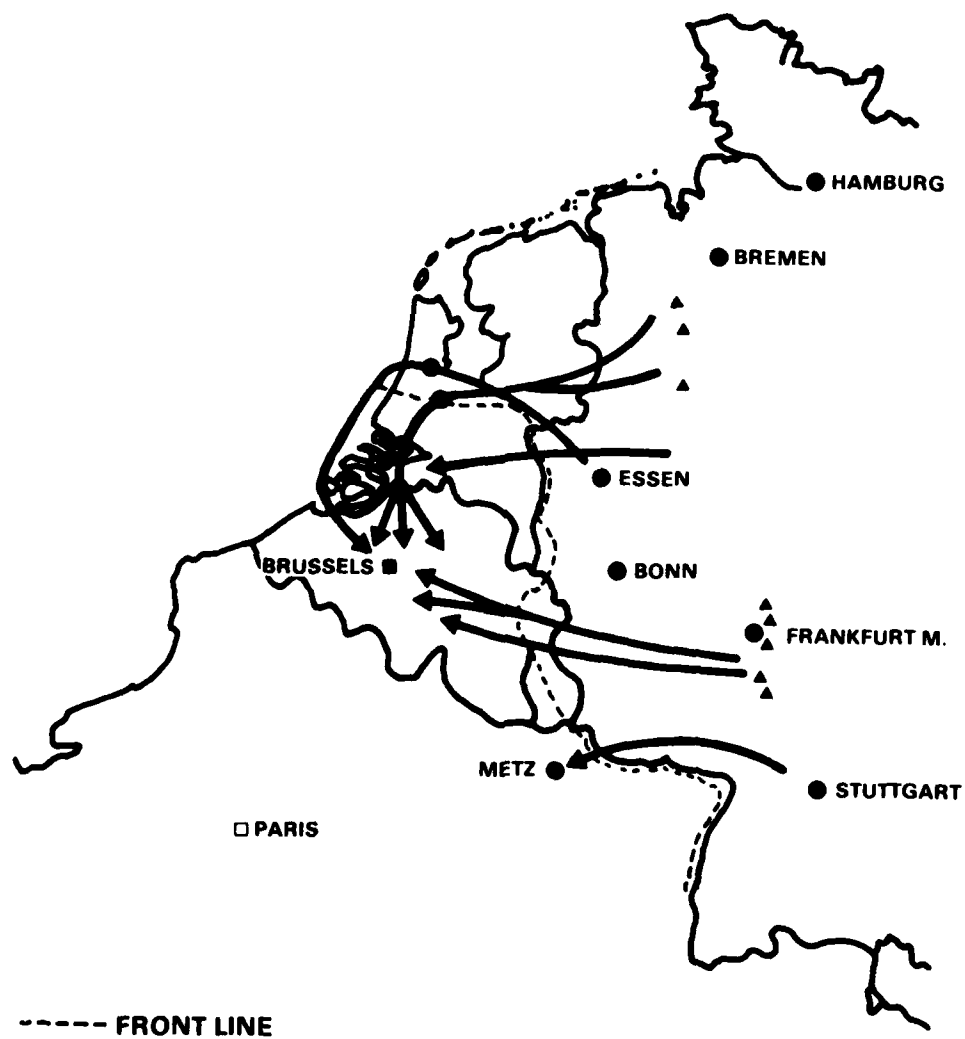 HAMBURG
BREMEN
ESSEN
BRUSSELS
BONN
FRANKFURT M.
METZ
STUTTGART
PARIS
FRONT LINE